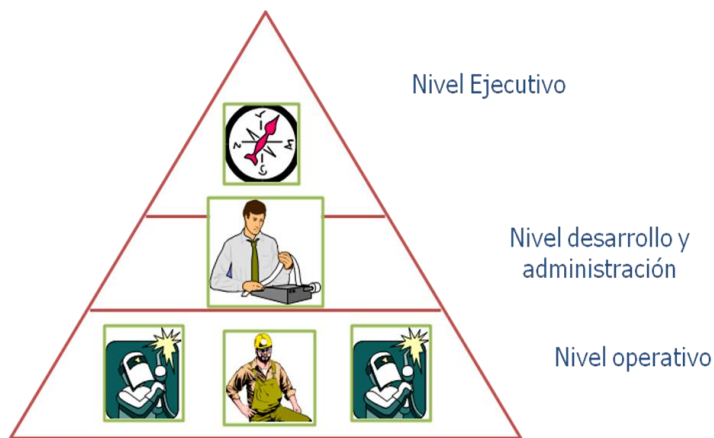 Nivel Ejecutivo
Nivel desarrollo y
administración
Nivel operativo